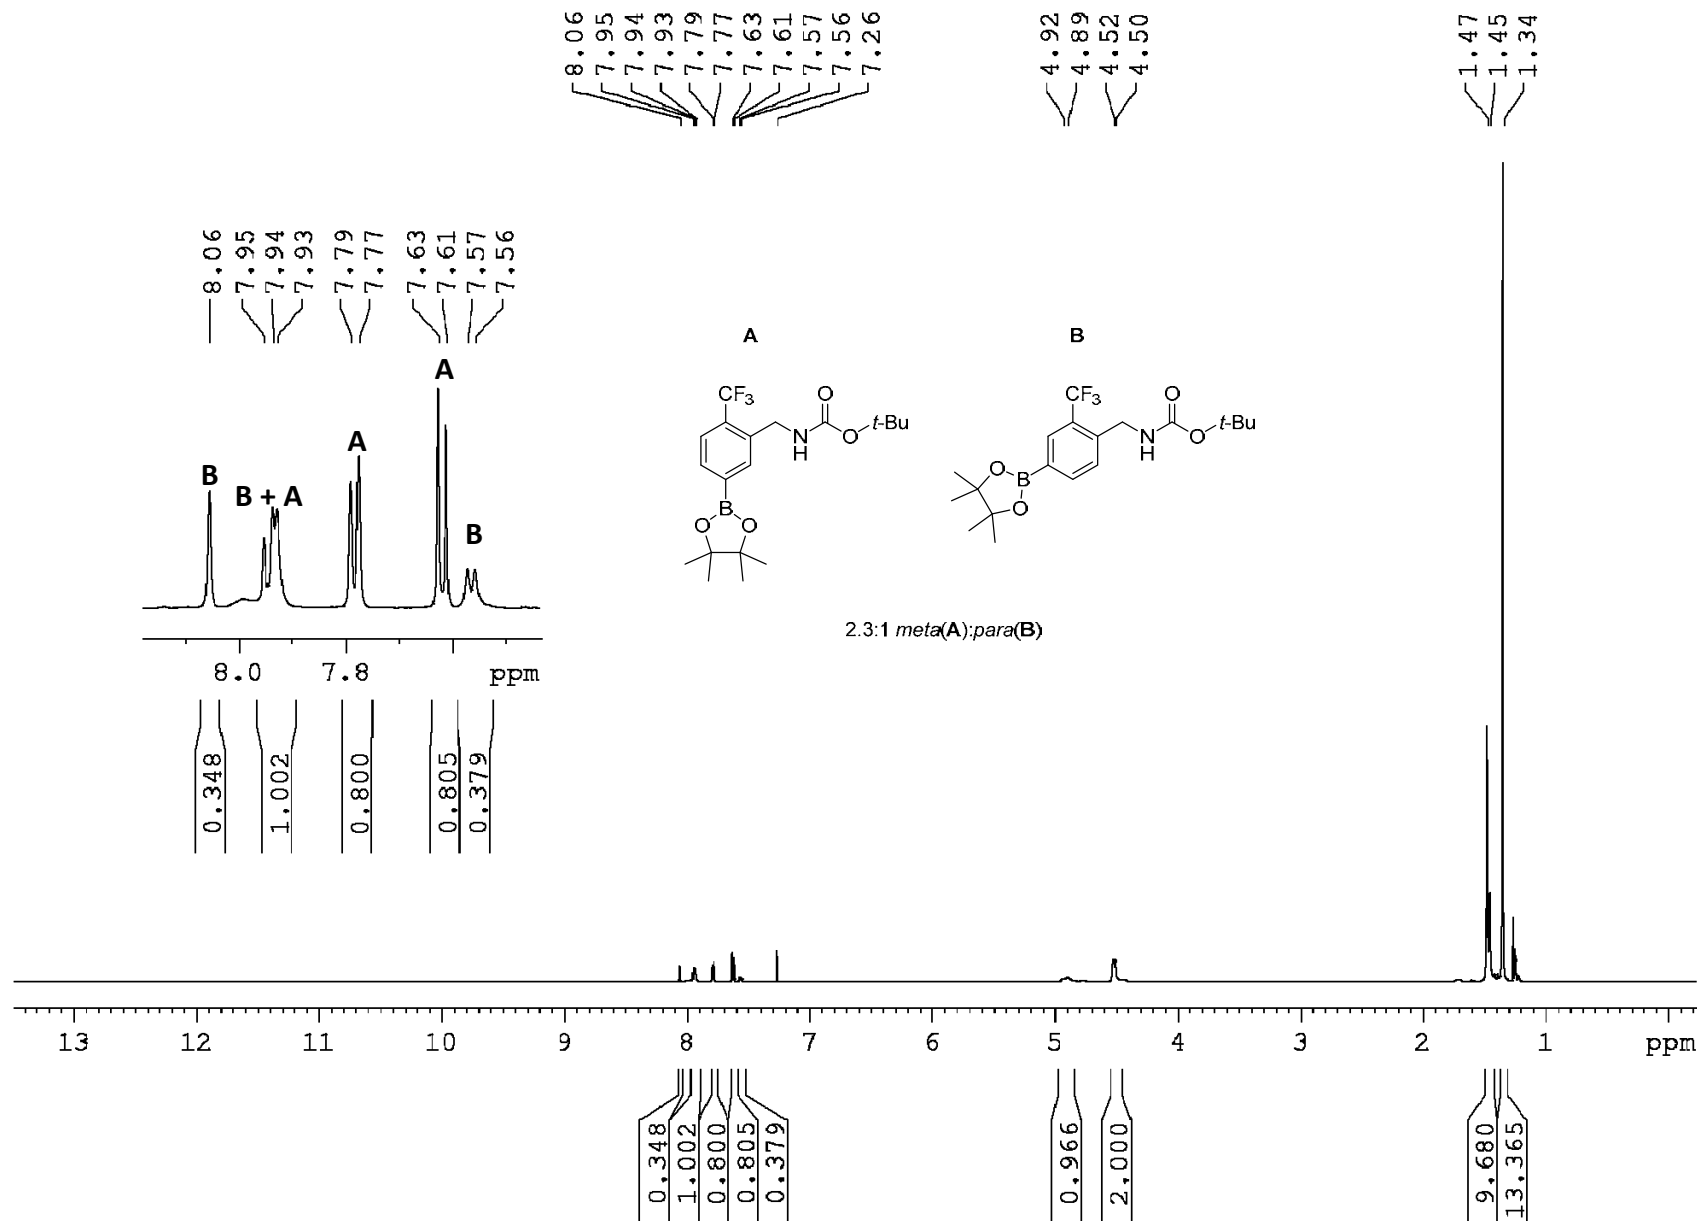 8.06
7.95
7.94
7.93
7.79
7.77
7.63
7.61
7.57
7.56
7.26
4.92
4.89
4.52
4.50
1.47
1.45
1.34
8.06
7.95
7.94
7.93
7.79
7.77
7.63
7.61
7.57
7.56
B
B + A
A
A
B
8.0 7.8 ppm
0.348
1.002
0.800
0.805
0.379
A
CF3
N
H
O
O
t-Bu
B
O
O
B
CF3
N
H
O
O
t-Bu
O
B
O
2.3:1 meta(A):para(B)
13 12 11 10 9 8 7 6 5 4 3 2 1 ppm
0.348
1.002
0.800
0.805
0.379
0.966
2.000
9.680
13.365